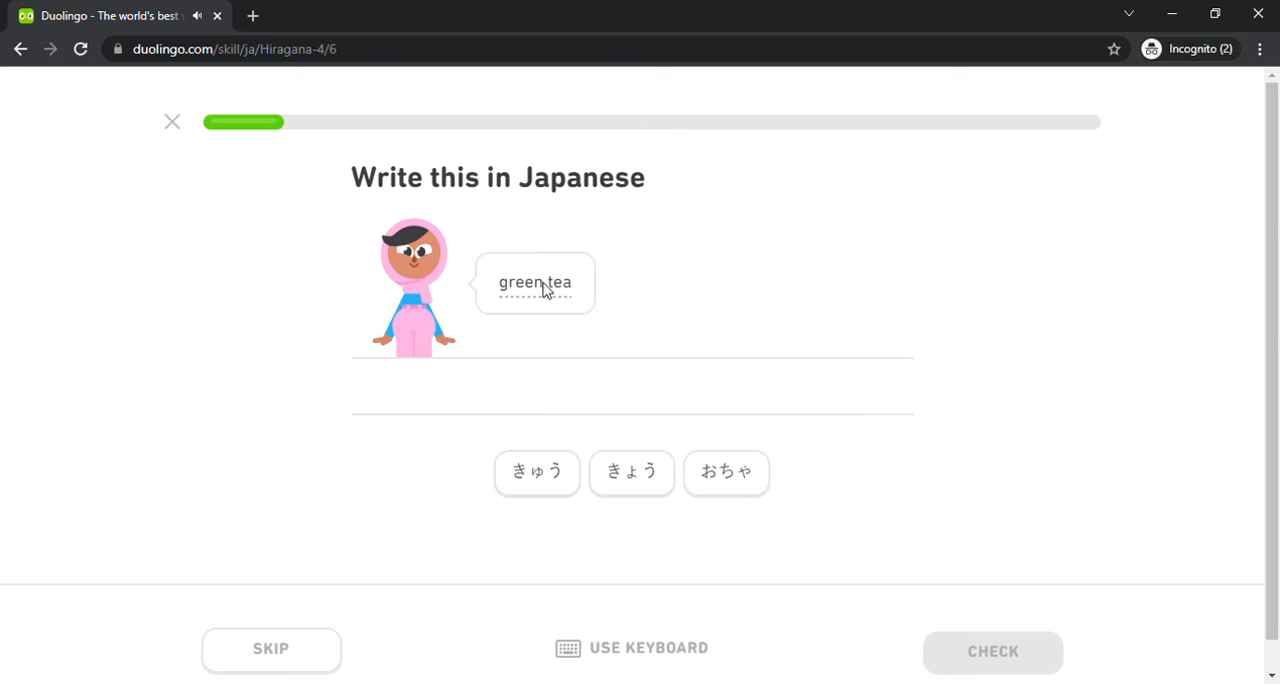 Duolingo - The world's best
duolingo.com/skill/ja/Hiragana-4/6
Incognito (2)
Write this in Japanese
green tea
きゅう きょう おちゃ
SKIP USE KEYBOARD CHECK